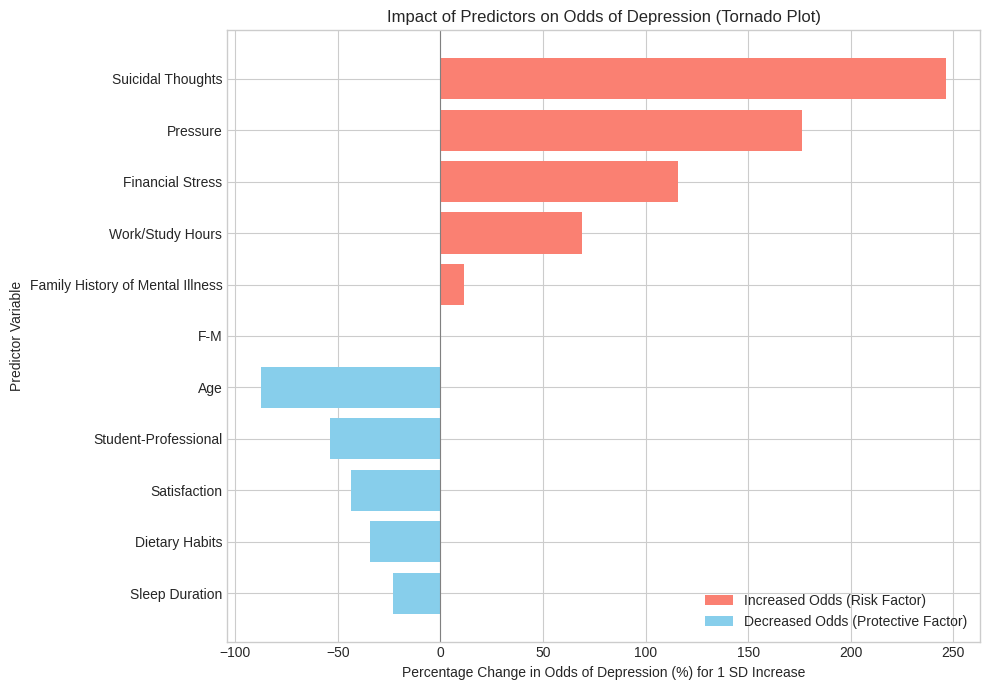 Impact of Predictors on Odds of Depression (Tornado Plot)
Predictor Variable
Suicidal Thoughts
Pressure
Financial Stress
Work/Study Hours
Family History of Mental Illness
F-M
Age
Student-Professional
Satisfaction
Dietary Habits
Sleep Duration
Increased Odds (Risk Factor)
Decreased Odds (Protective Factor)
−100 −50 0 50 100 150 200 250
Percentage Change in Odds of Depression (%) for 1 SD Increase